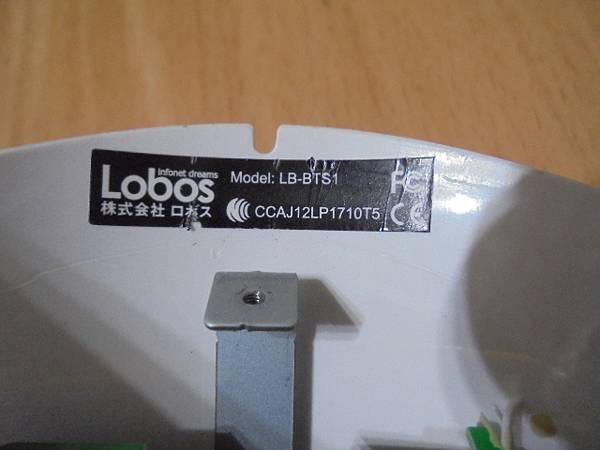 infonet dreams
Lobos
株式会社 ロボス
Model: LB-BTS1
CCAJ12LP1710T5
FC
CE